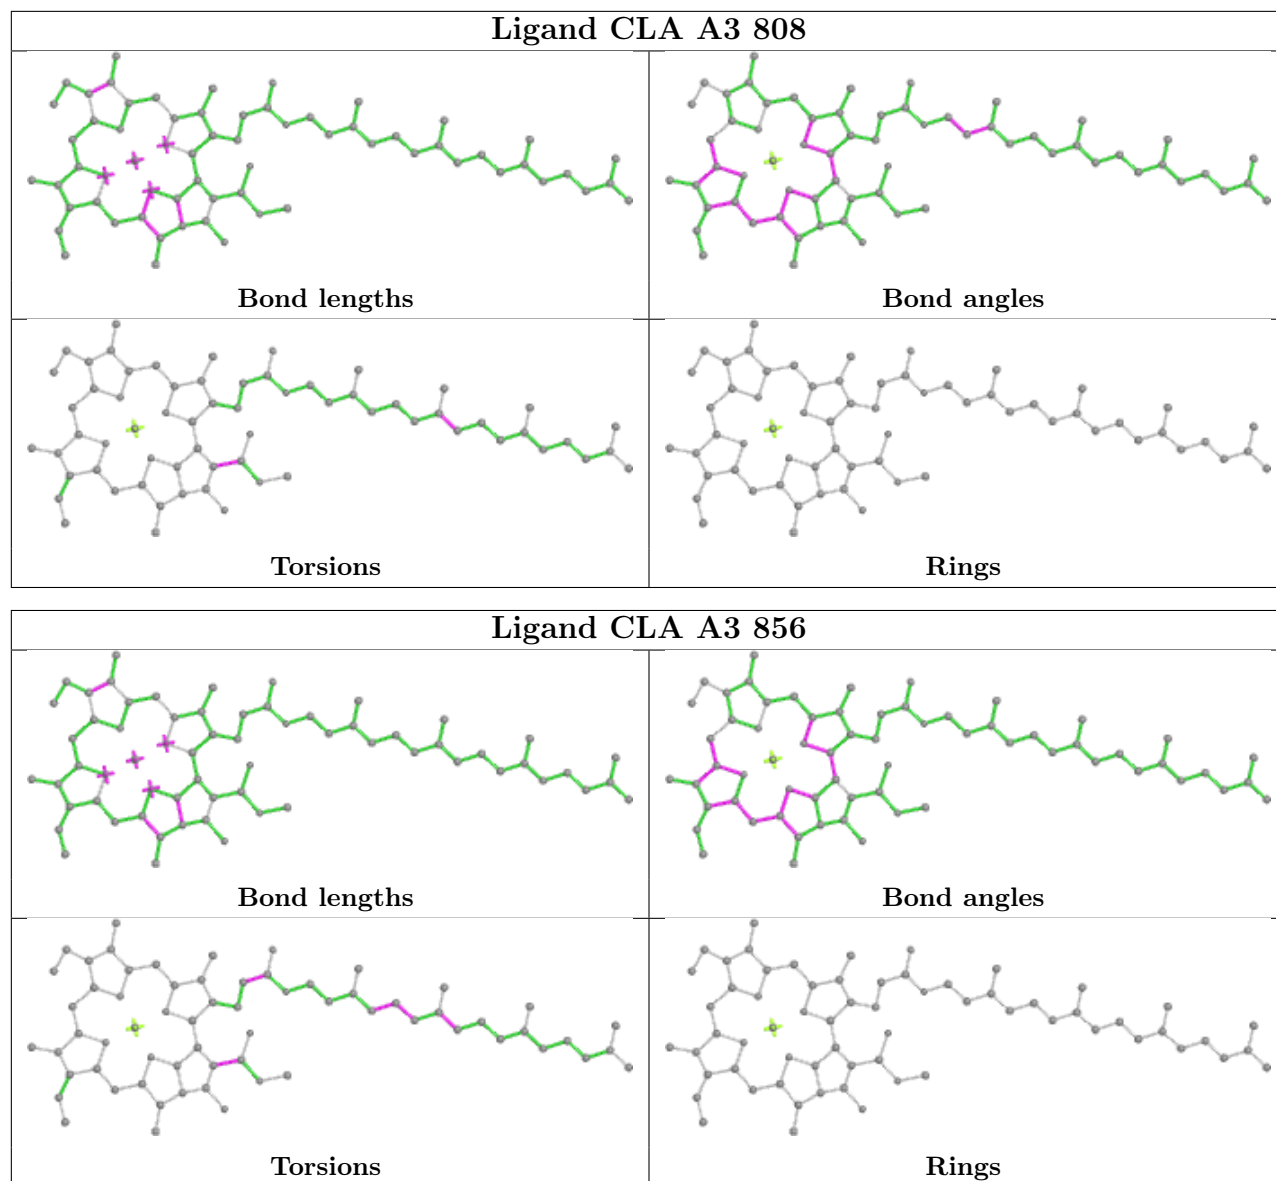 Ligand CLA A3 808
Bond lengths
Bond angles
Torsions
Rings
Ligand CLA A3 856
Bond lengths
Bond angles
Torsions
Rings